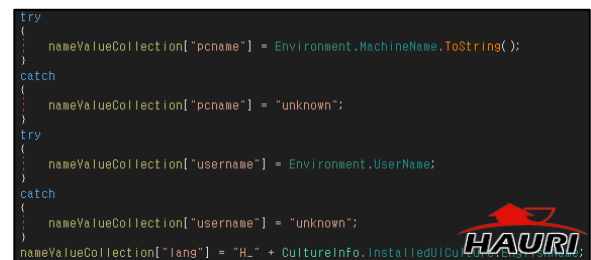 try
{
nameValueCollection["pcname"] = Environment.MachineName.ToString();
}
catch
{
nameValueCollection["pcname"] = "unknown";
}
try
{
nameValueCollection["username"] = Environment.UserName;
}
catch
{
nameValueCollection["username"] = "unknown";
}
nameValueCollection["lang"] = "H_" + CultureInfo.InstalledUICulture.EnglishName;
HAURI